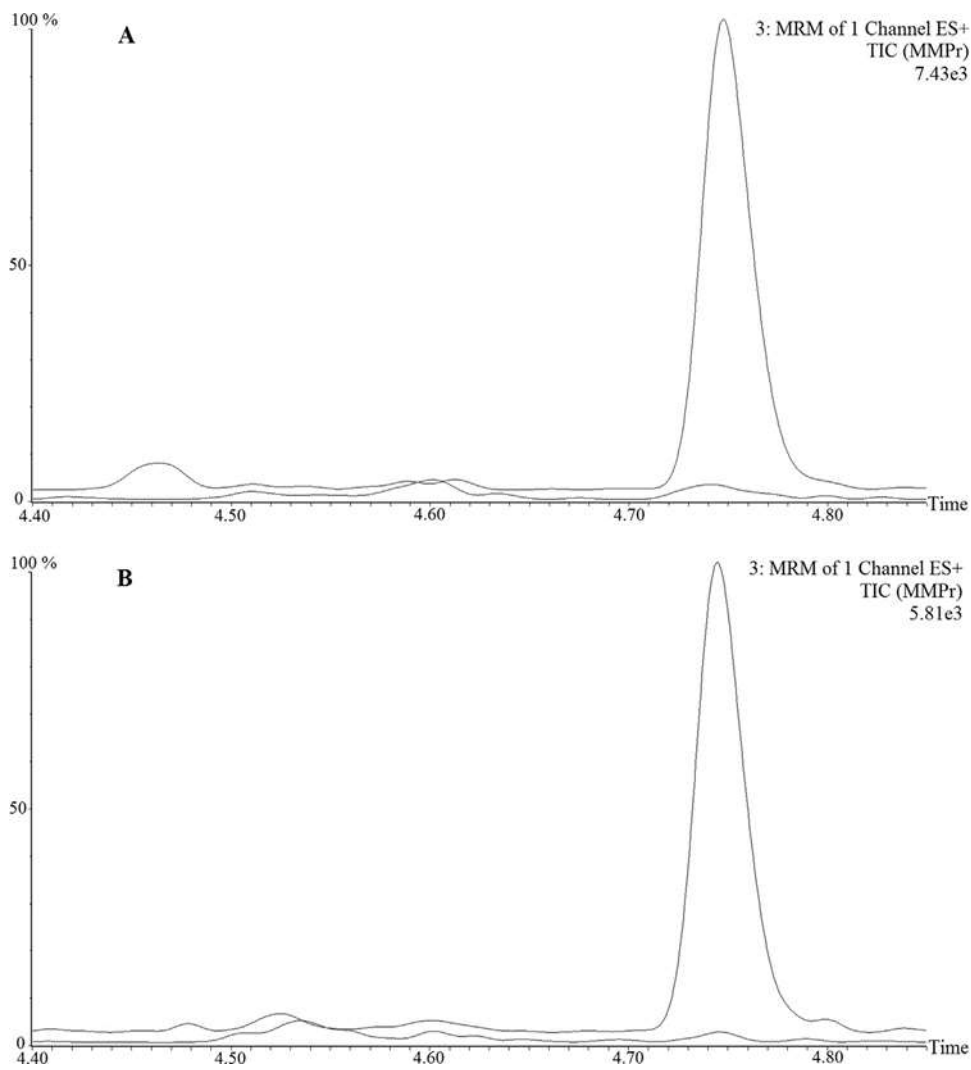 100 %
A
3: MRM of 1 Channel ES+
TIC (MMPr)
7.43e3
50
0
4.40 4.50 4.60 4.70 4.80 Time
100 %
B
3: MRM of 1 Channel ES+
TIC (MMPr)
5.81e3
50
0
4.40 4.50 4.60 4.70 4.80 Time